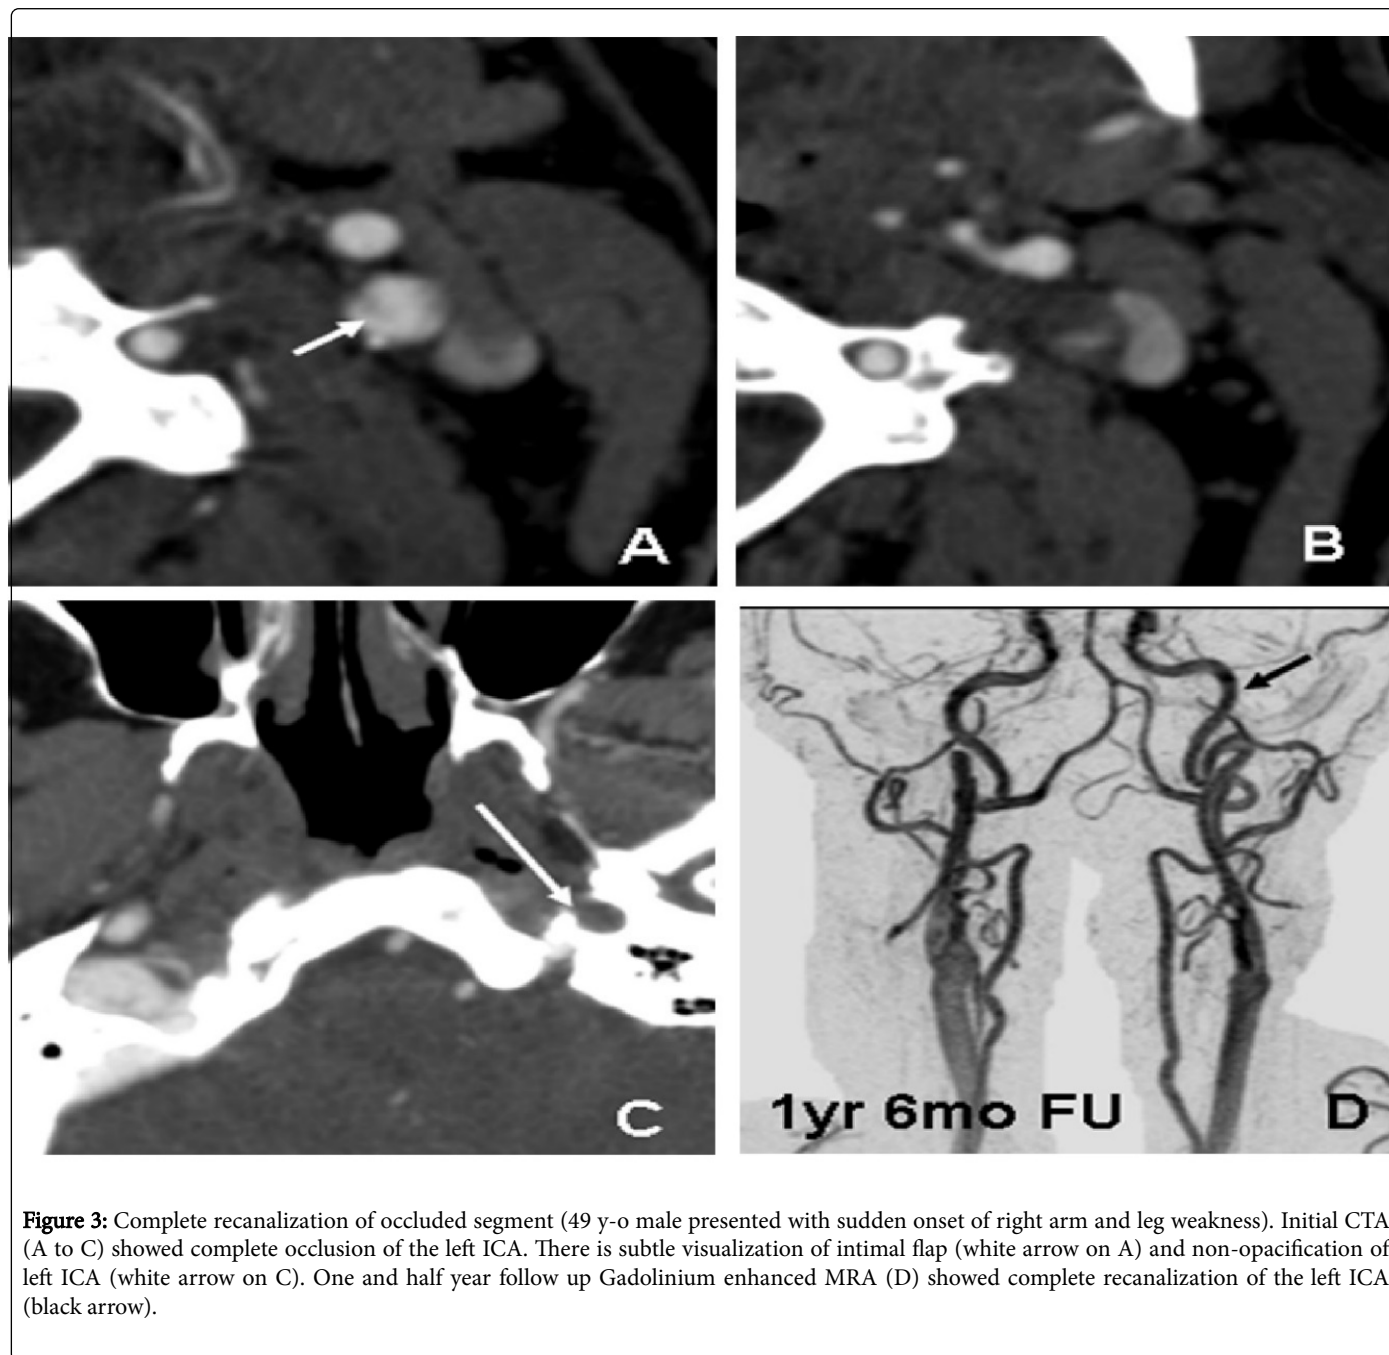 A
B
C
1yr 6mo FU
D
Figure 3: Complete recanalization of occluded segment (49 y-o male presented with sudden onset of right arm and leg weakness). Initial CTA
(A to C) showed complete occlusion of the left ICA. There is subtle visualization of intimal flap (white arrow on A) and non-opacification of
left ICA (white arrow on C). One and half year follow up Gadolinium enhanced MRA (D) showed complete recanalization of the left ICA
(black arrow).